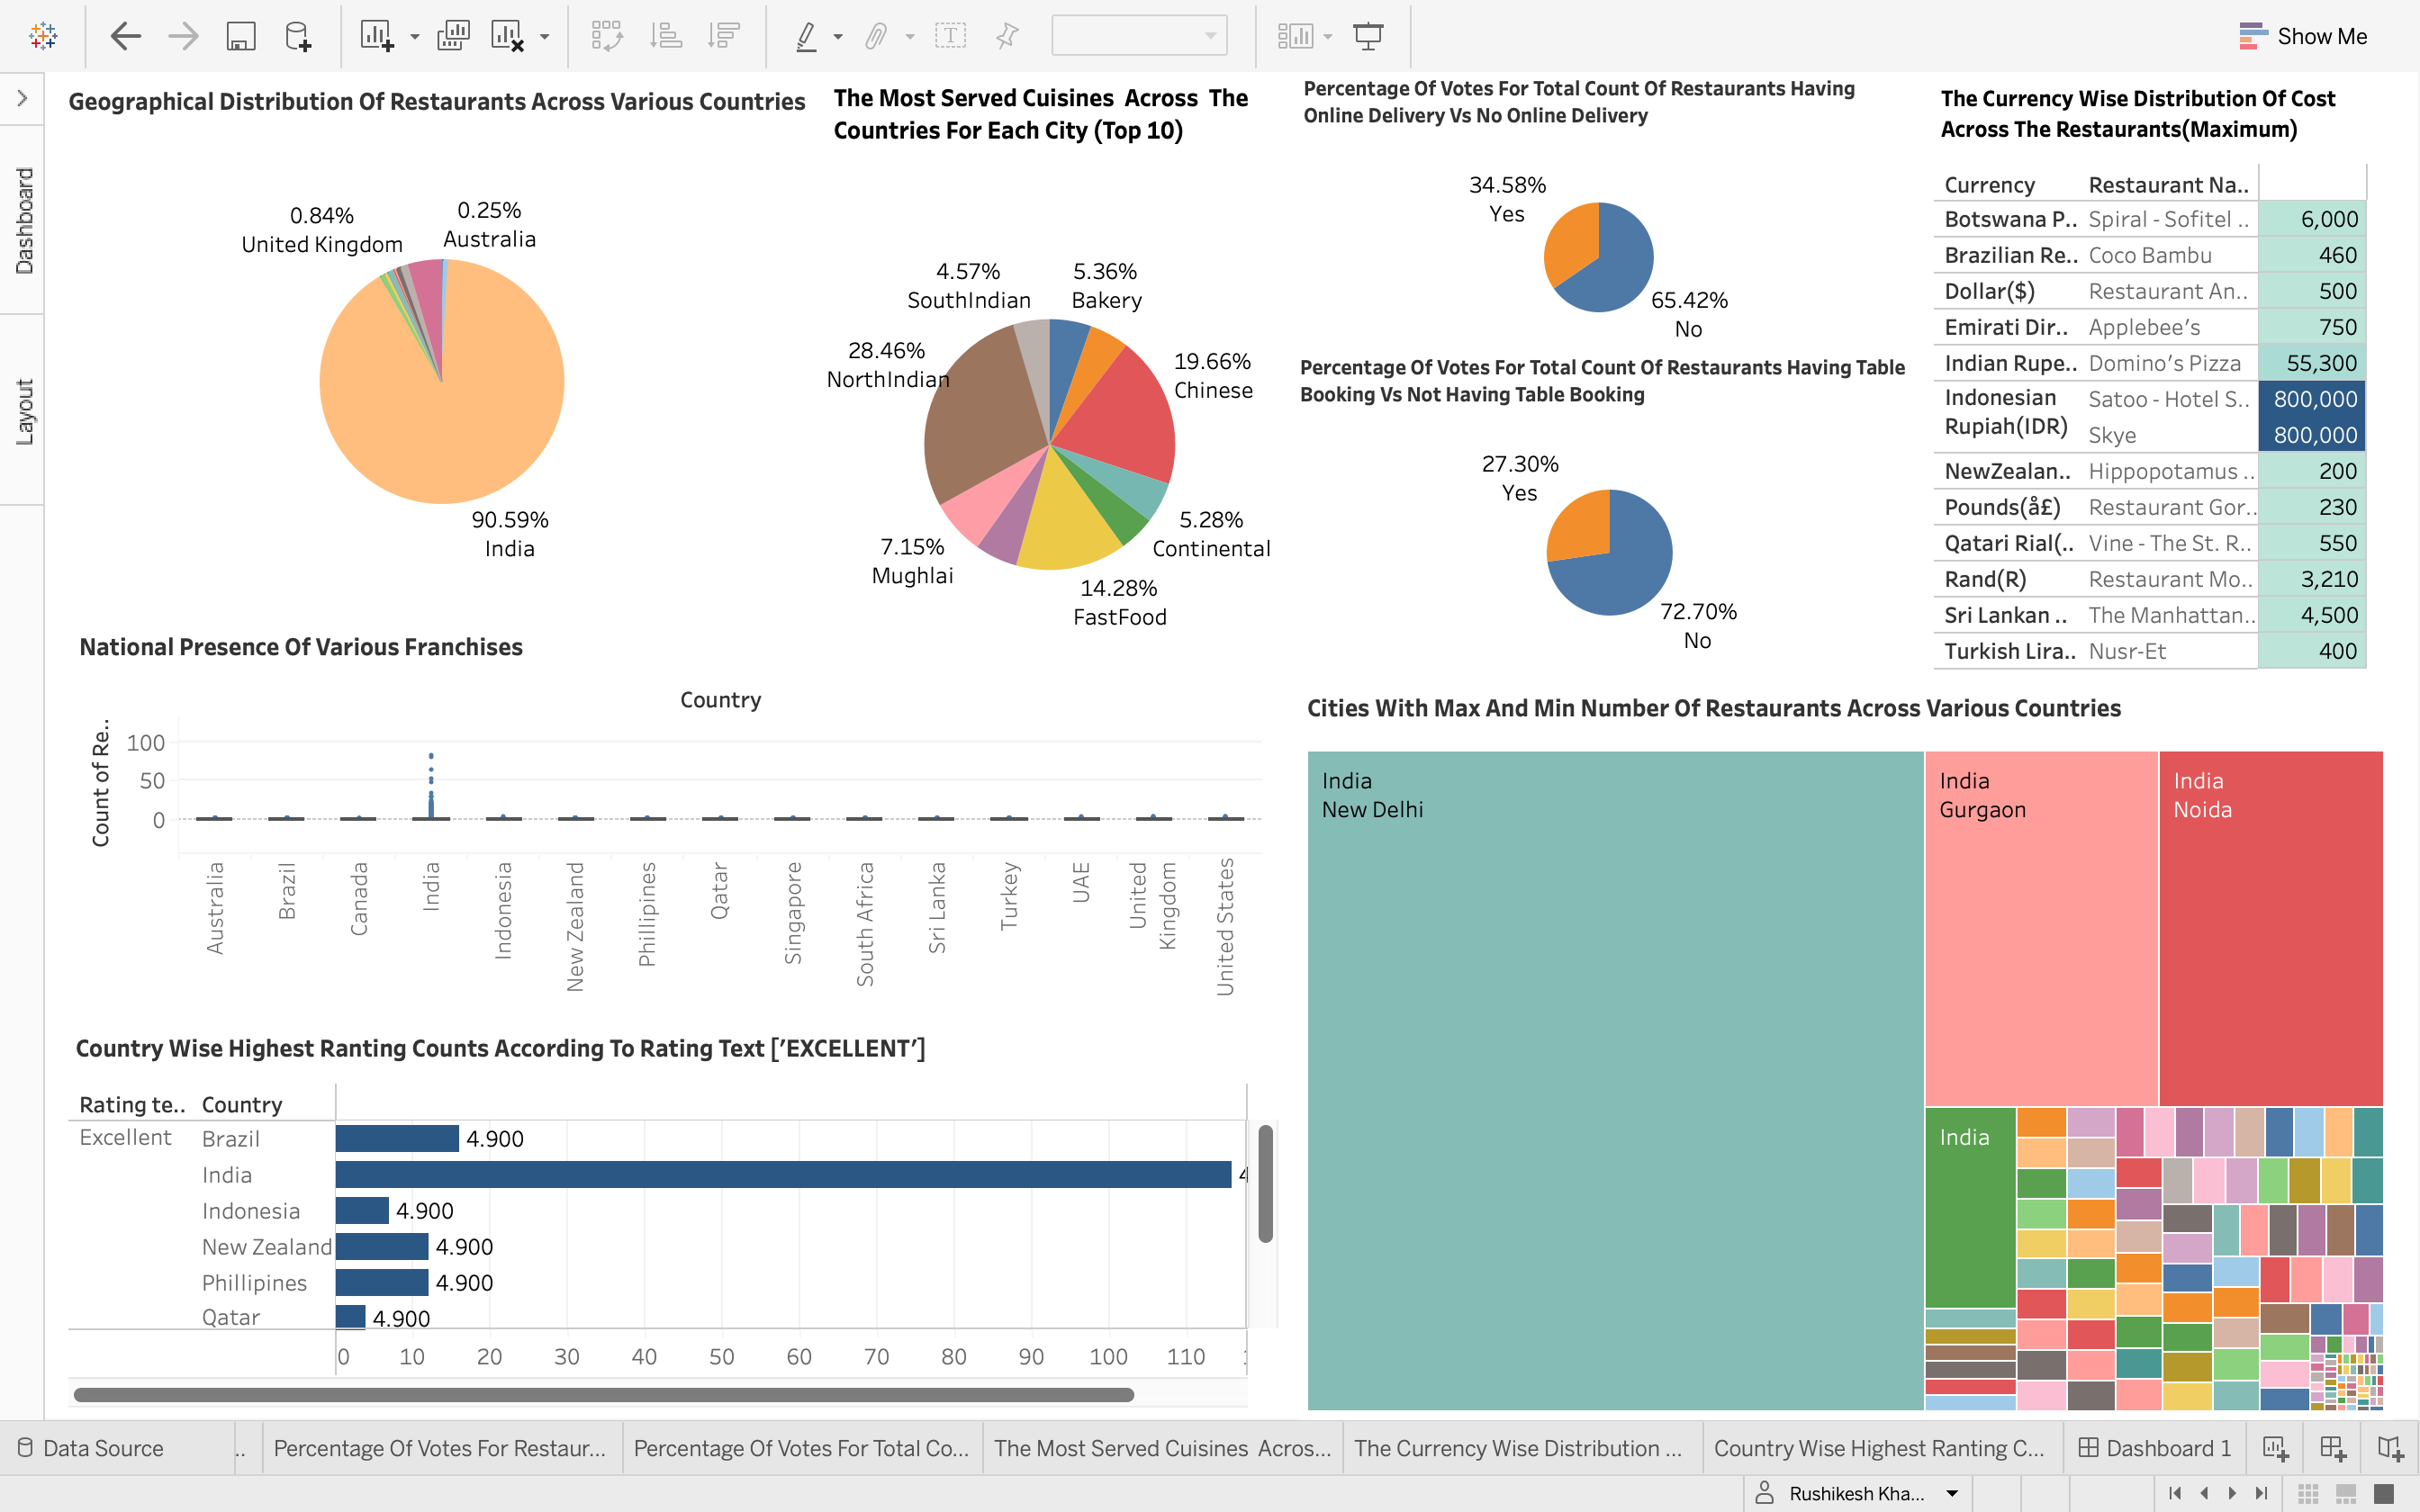 Show Me
Dashboard
Layout
Geographical Distribution Of Restaurants Across Various Countries
0.84%
United Kingdom
0.25%
Australia
90.59%
India
The Most Served Cuisines Across The
Countries For Each City (Top 10)
4.57%
SouthIndian
5.36%
Bakery
28.46%
NorthIndian
19.66%
Chinese
5.28%
Continental
7.15%
Mughlai
14.28%
FastFood
Percentage Of Votes For Total Count Of Restaurants Having
Online Delivery Vs No Online Delivery
34.58%
Yes
65.42%
No
Percentage Of Votes For Total Count Of Restaurants Having Table
Booking Vs Not Having Table Booking
27.30%
Yes
72.70%
No
The Currency Wise Distribution Of Cost
Across The Restaurants(Maximum)
Currency Restaurant Na..
Botswana P.. Spiral - Sofitel .. 6,000
Brazilian Re.. Coco Bambu 460
Dollar($) Restaurant An.. 500
Emirati Dir.. Applebee's 750
Indian Rupe.. Domino's Pizza 55,300
Indonesian
Rupiah(IDR)
Satoo - Hotel S.. 800,000
Skye 800,000
NewZealan.. Hippopotamus .. 200
Pounds(å£) Restaurant Gor.. 230
Qatari Rial(.. Vine - The St. R.. 550
Rand(R) Restaurant Mo.. 3,210
Sri Lankan .. The Manhattan.. 4,500
Turkish Lira.. Nusr-Et 400
National Presence Of Various Franchises
Country
Count of Re..
100
50
0
Australia
Brazil
Canada
India
Indonesia
New Zealand
Phillipines
Qatar
Singapore
South Africa
Sri Lanka
Turkey
UAE
United
Kingdom
United States
Country Wise Highest Ranting Counts According To Rating Text ['EXCELLENT']
Rating te.. Country
Excellent Brazil 4.900
India 4
Indonesia 4.900
New Zealand 4.900
Phillipines 4.900
Qatar 4.900
0 10 20 30 40 50 60 70 80 90 100 110
Cities With Max And Min Number Of Restaurants Across Various Countries
India
New Delhi
India
Gurgaon
India
Noida
India
Data Source
..
Percentage Of Votes For Restaur...
Percentage Of Votes For Total Co...
The Most Served Cuisines Acros...
The Currency Wise Distribution ...
Country Wise Highest Ranting C...
Dashboard 1
Rushikesh Kha...